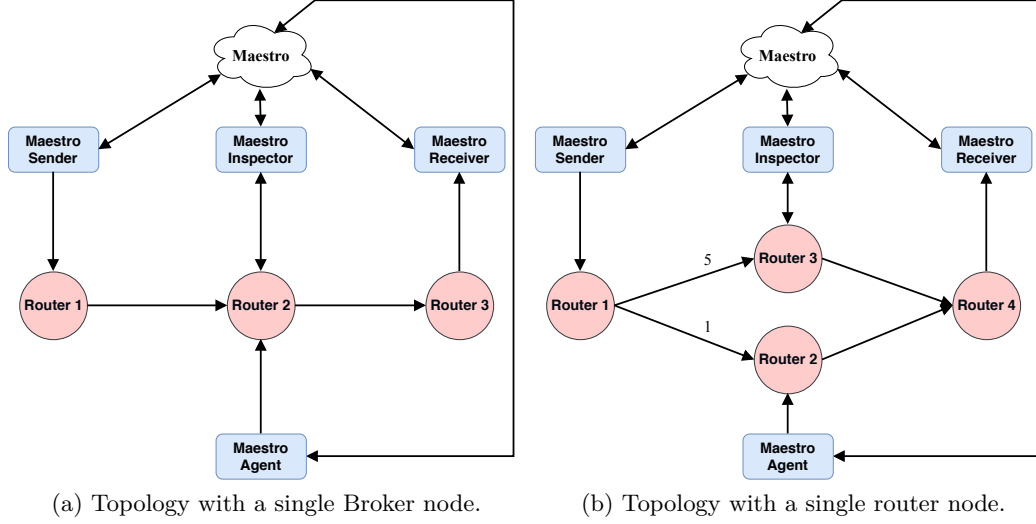 Maestro
Maestro
Sender
Maestro
Inspector
Maestro
Receiver
Router 1
Router 2
Router 3
Maestro
Agent
(a) Topology with a single Broker node.
Maestro
Maestro
Sender
Maestro
Inspector
Maestro
Receiver
5
Router 3
Router 1
Router 4
1
Router 2
Maestro
Agent
(b) Topology with a single router node.